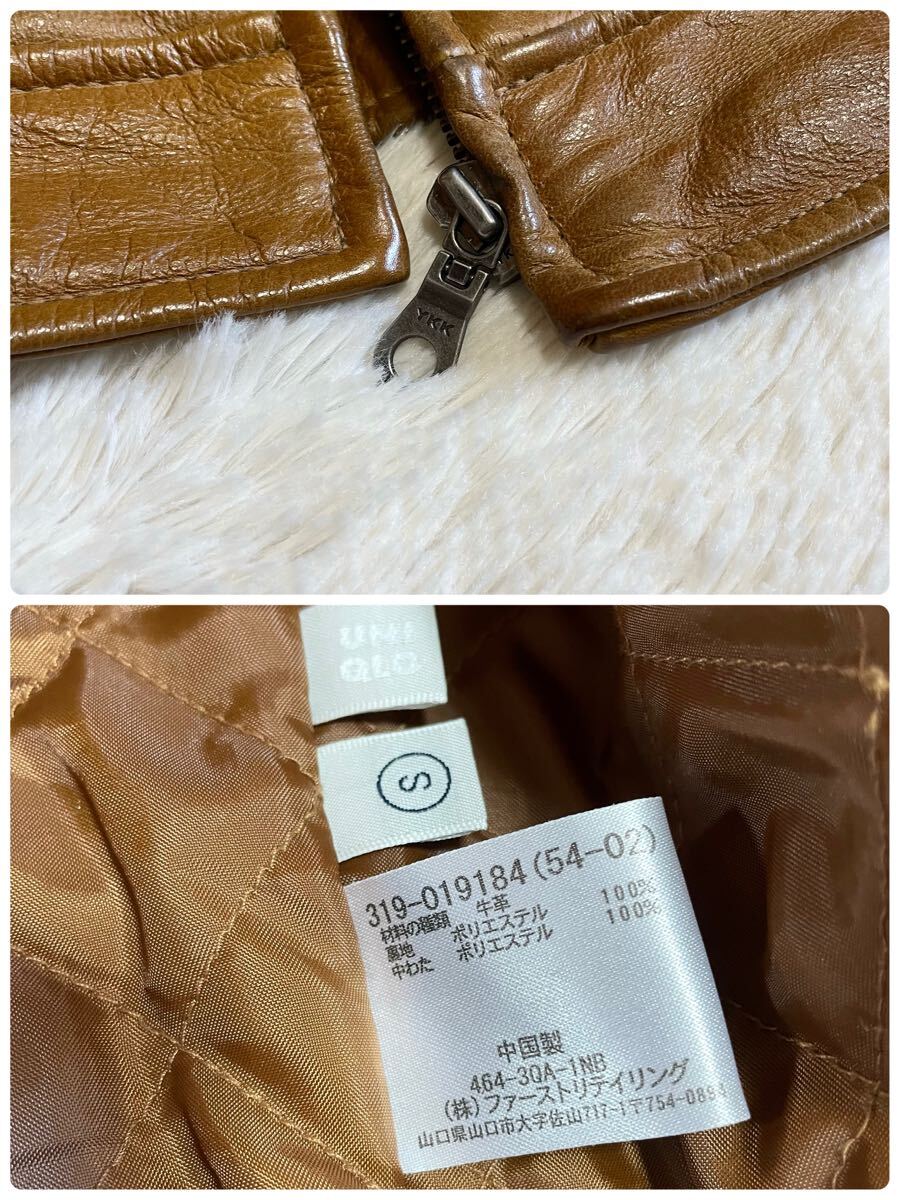 YKK
UNI
QLO
S
319-019184(54-02)
材料の種類 牛革
裏地 ポリエステル 100%
中わた ポリエステル 100%
中国製
464-3QA-1NB
(株)ファーストリテイリング
山口県山口市大字佐山717-1〒754-0894